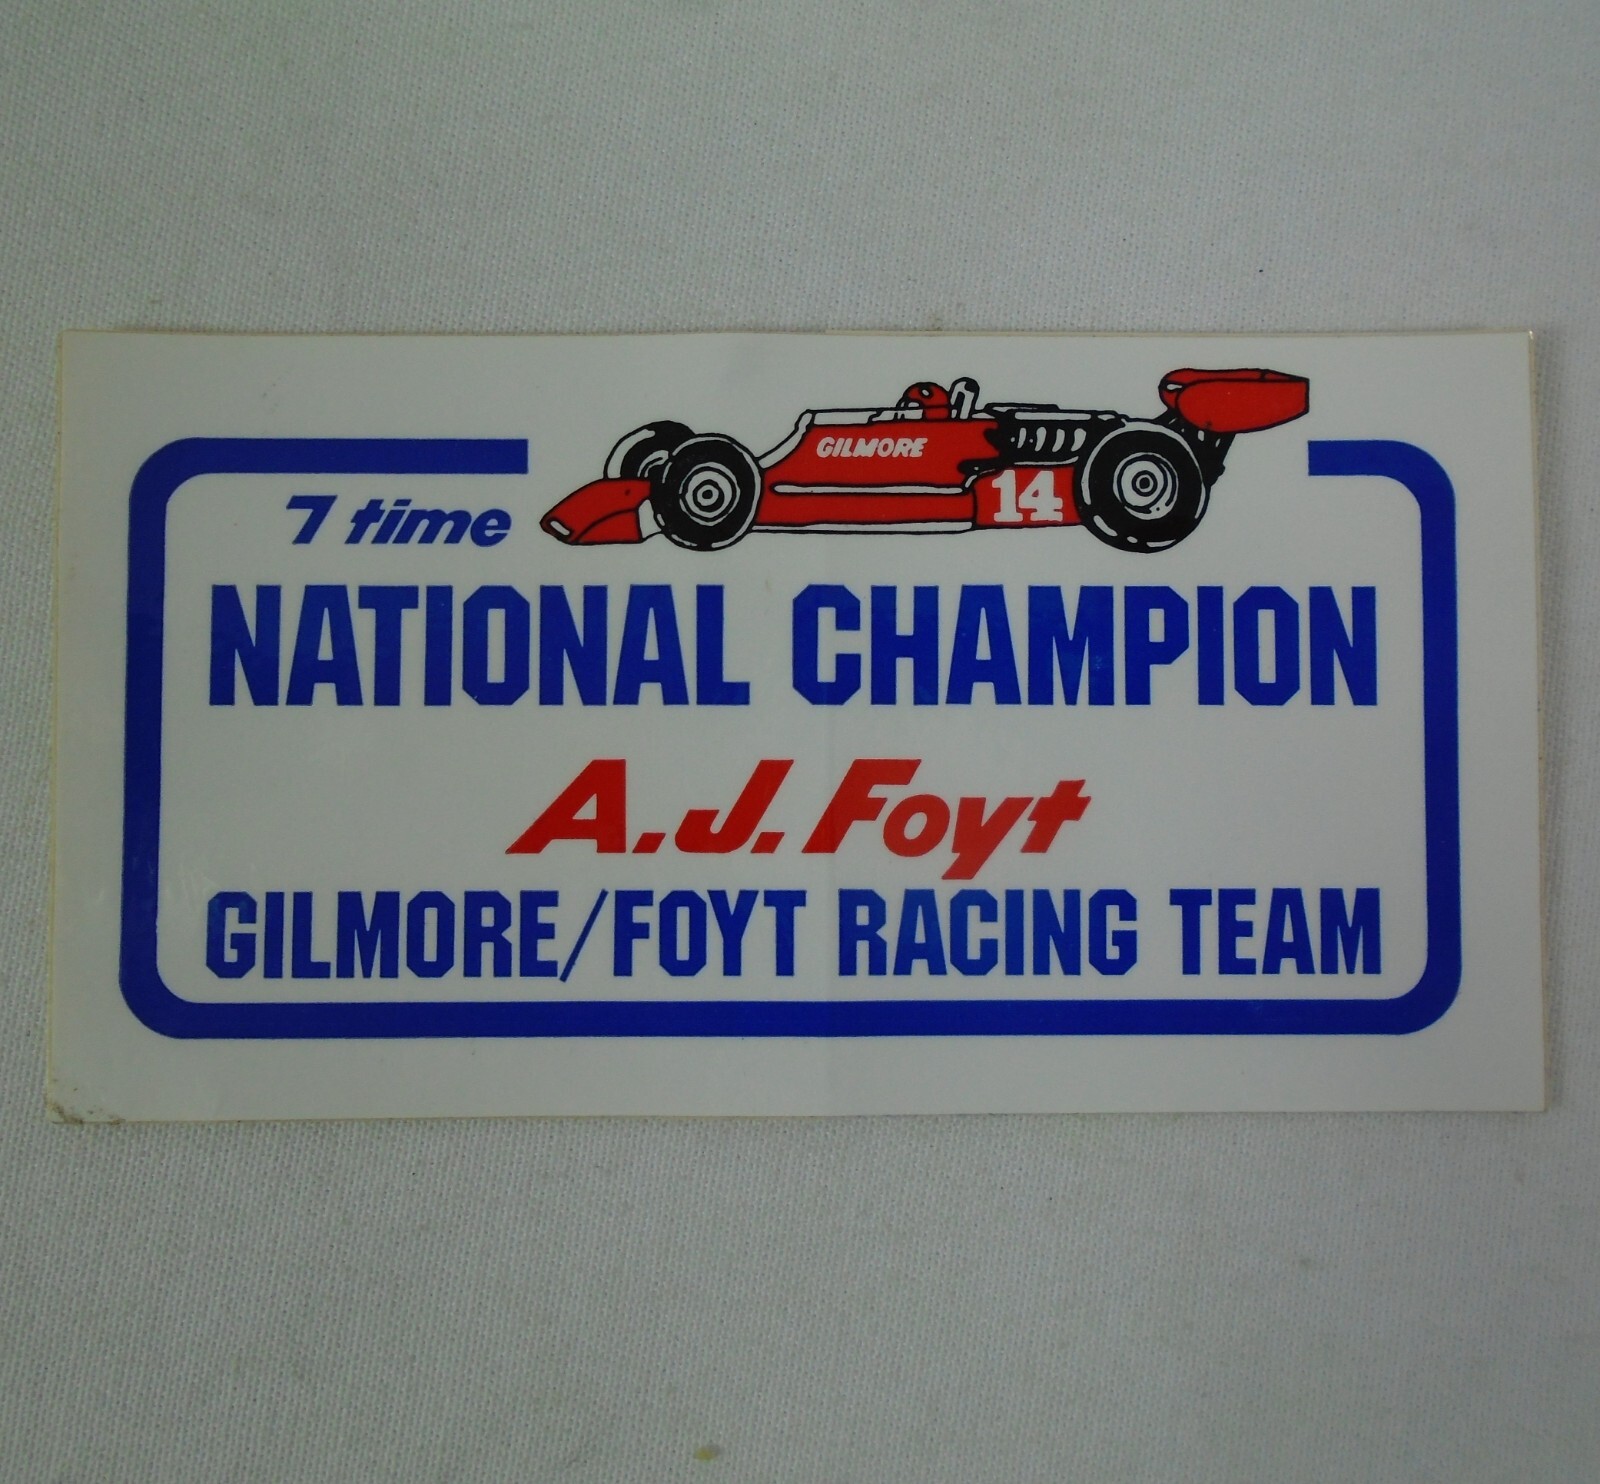 GILMORE
14
7 time
NATIONAL CHAMPION
A.J. Foyt
GILMORE/FOYT RACING TEAM